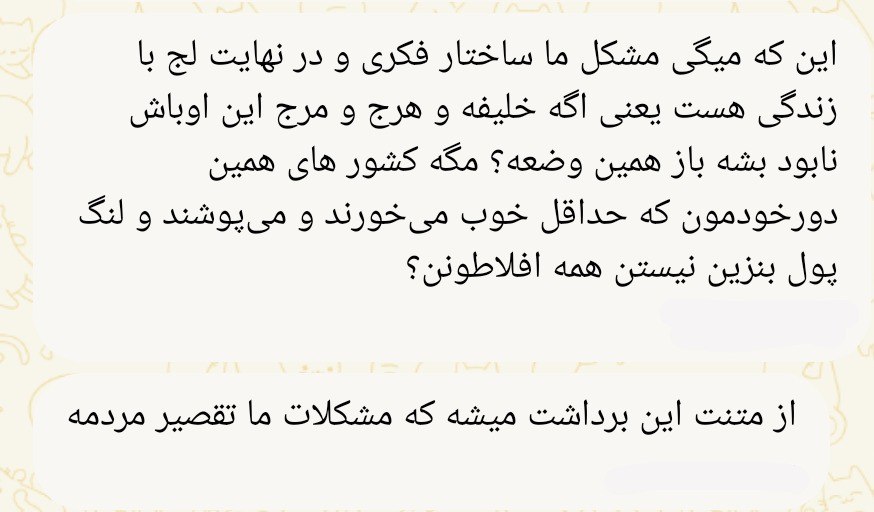 این که میگی مشکل ما ساختار فکری و در نهایت لج با
زندگی هست یعنی اگه خلیفه و هرج و مرج این اوباش
نابود بشه باز همین وضعه؟ مگه کشور های همین
دورخودمون که حداقل خوب می‌خورند و می‌پوشند و لنگ
پول بنزین نیستن همه افلاطونن؟
از متنت این برداشت میشه که مشکلات ما تقصیر مردمه